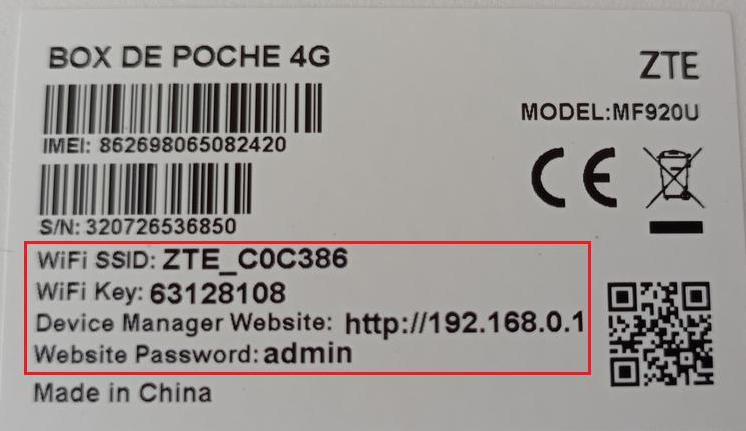 BOX DE POCHE 4G
ZTE
MODEL:MF920U
IMEI: 862698065082420
S/N: 320726536850
WiFi SSID: ZTE_C0C386
WiFi Key: 63128108
Device Manager Website: http://192.168.0.1
Website Password: admin
Made in China